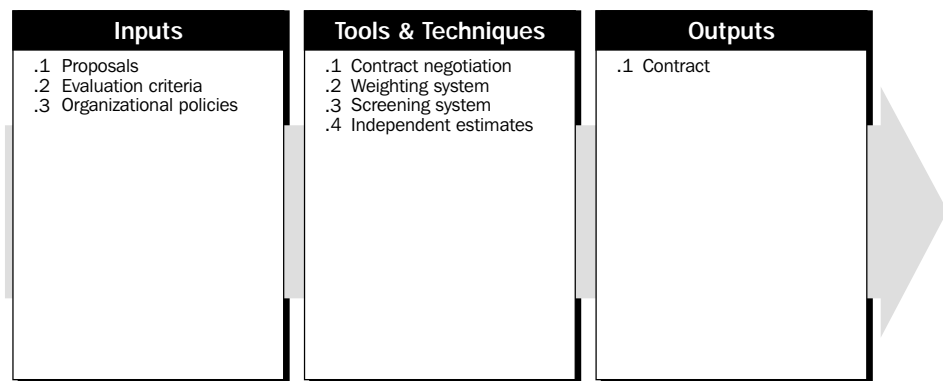 Inputs
.1 Proposals
.2 Evaluation criteria
.3 Organizational policies
Tools & Techniques
.1 Contract negotiation
.2 Weighting system
.3 Screening system
.4 Independent estimates
Outputs
.1 Contract